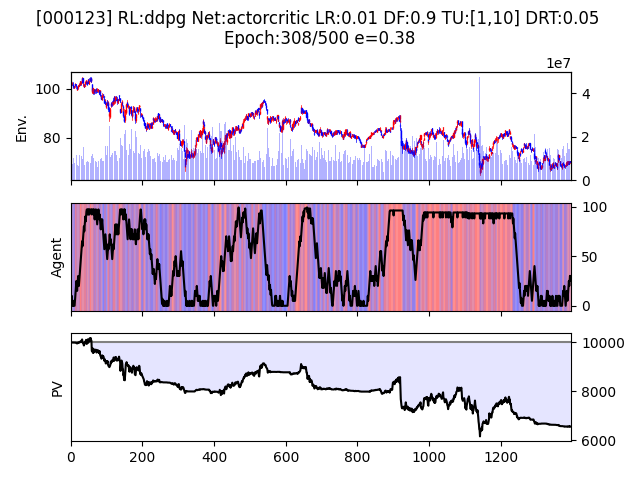 [000123] RL:ddpg Net:actorcritic LR:0.01 DF:0.9 TU:[1,10] DRT:0.05
Epoch:308/500 e=0.38
1e7
100
80
Env.
4
2
0
Agent
100
50
0
PV
10000
8000
6000
0 200 400 600 800 1000 1200